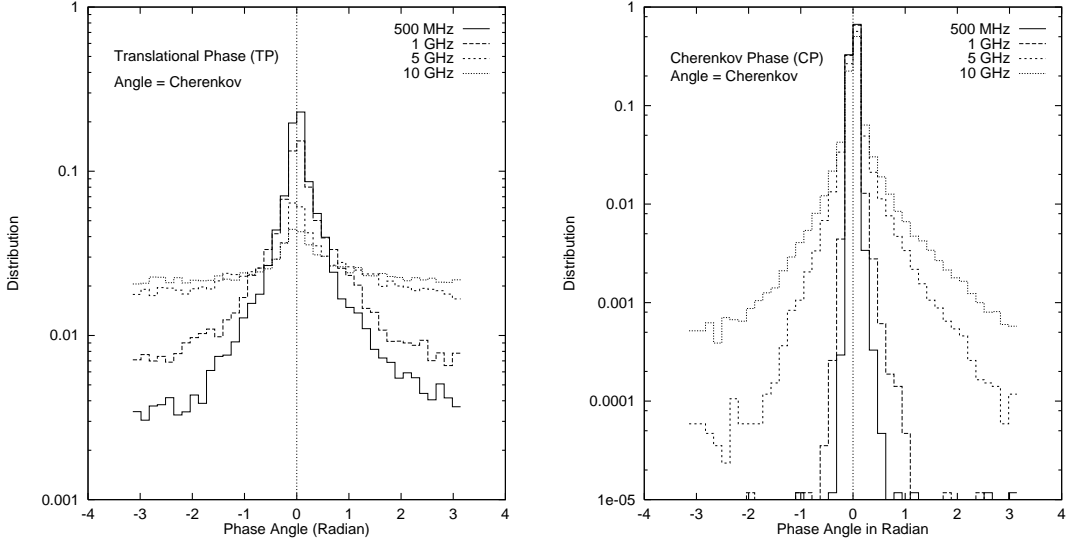 1
0.1
0.01
0.001
-4
-3
-2
-1
0
1
2
3
4
Distribution
Phase Angle (Radian)
Translational Phase (TP)
Angle = Cherenkov
500 MHz
1 GHz
5 GHz
10 GHz
1
0.1
0.01
0.001
0.0001
1e-05
-4
-3
-2
-1
0
1
2
3
4
Distribution
Phase Angle in Radian
Cherenkov Phase (CP)
Angle = Cherenkov
500 MHz
1 GHz
5 GHz
10 GHz